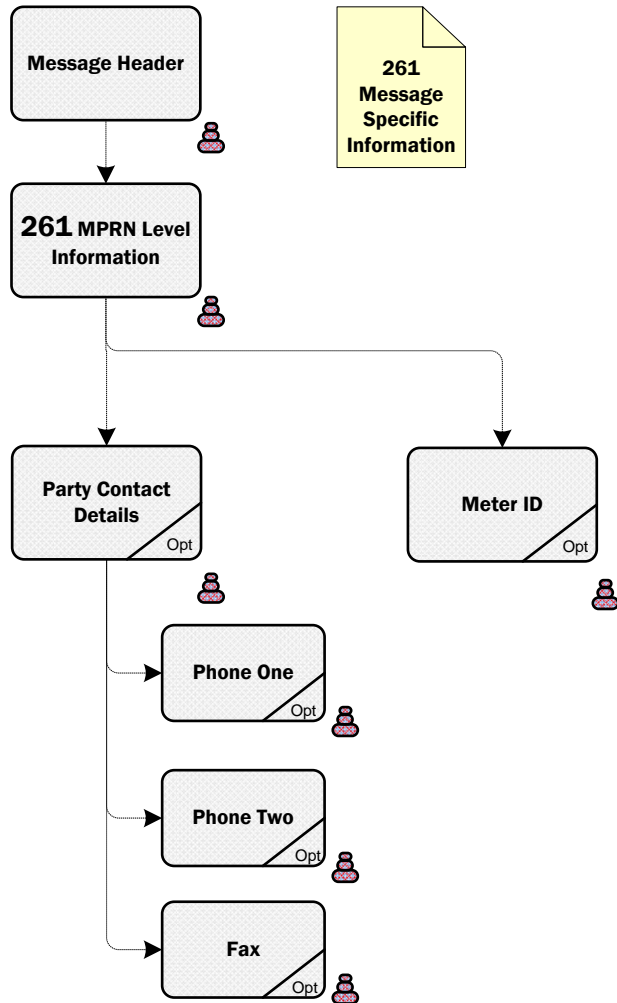 Message Header
261
Message
Specific
Information
261 MPRN Level
Information
Party Contact
Details
Opt
Meter ID
Opt
Phone One
Opt
Phone Two
Opt
Fax
Opt